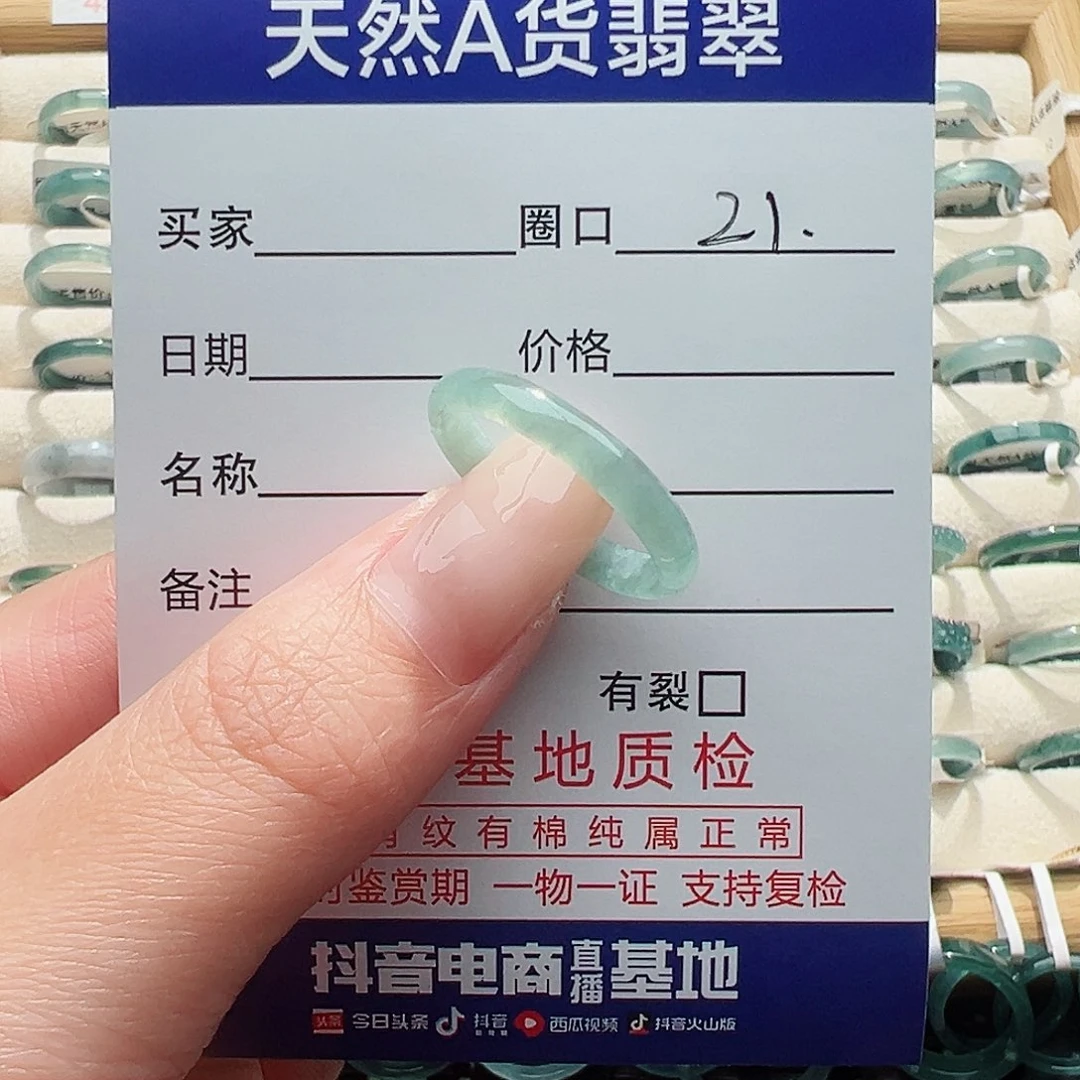 天然A货翡翠
买家 圈口 21.
日期 价格
名称
备注
有裂
基地质检
有纹有棉纯属正常
鉴赏期 一物一证 支持复检
抖音电商直播基地
头条 今日头条 抖音 西瓜视频 抖音火山版